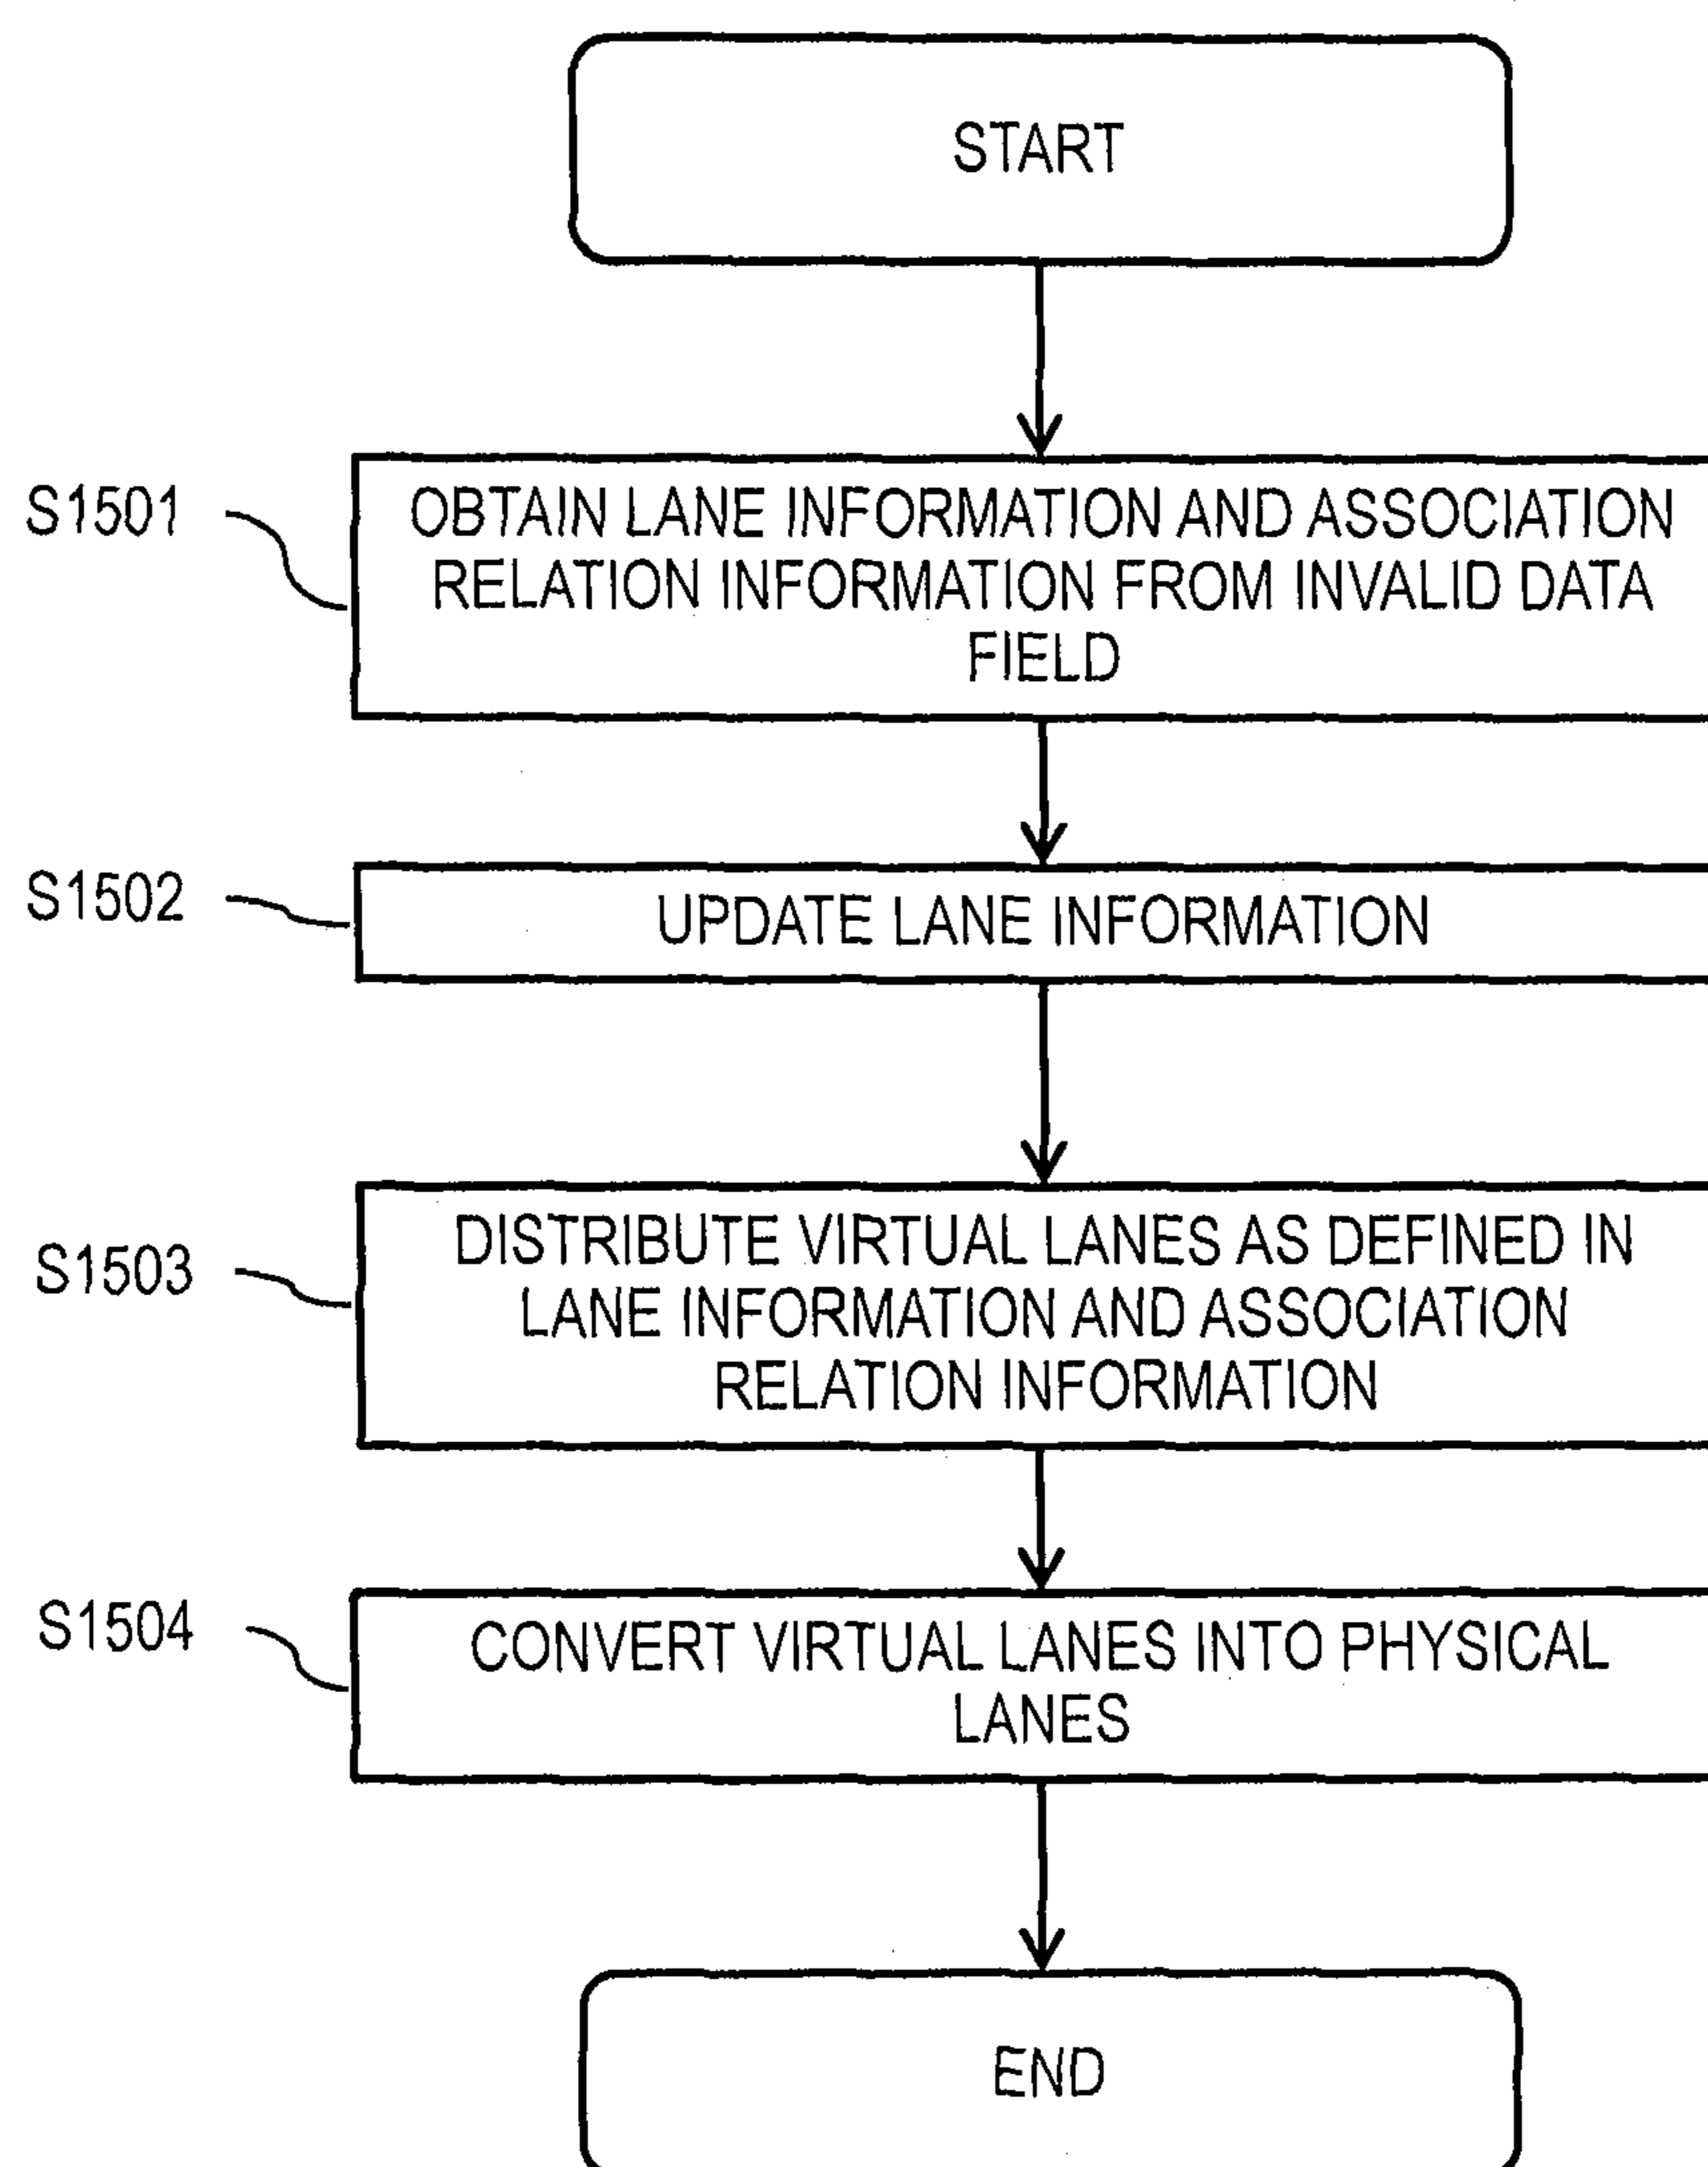 START
S1501
OBTAIN LANE INFORMATION AND ASSOCIATION
RELATION INFORMATION FROM INVALID DATA
FIELD
S1502
UPDATE LANE INFORMATION
S1503
DISTRIBUTE VIRTUAL LANES AS DEFINED IN
LANE INFORMATION AND ASSOCIATION
RELATION INFORMATION
S1504
CONVERT VIRTUAL LANES INTO PHYSICAL
LANES
END